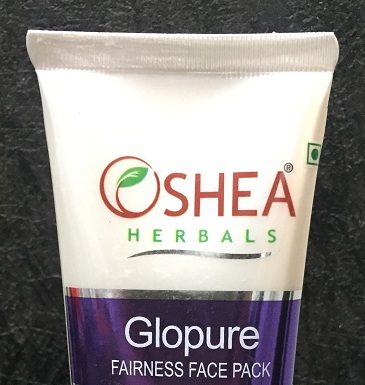 OSHEA®
HERBALS
Glopure
FAIRNESS FACE PACK